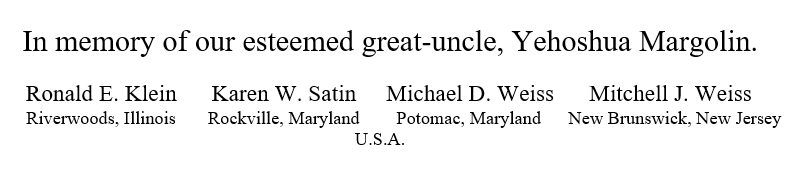 In memory of our esteemed great-uncle, Yehoshua Margolin.
Ronald E. Klein Karen W. Satin Michael D. Weiss Mitchell J. Weiss
Riverwoods, Illinois Rockville, Maryland Potomac, Maryland New Brunswick, New Jersey
U.S.A.